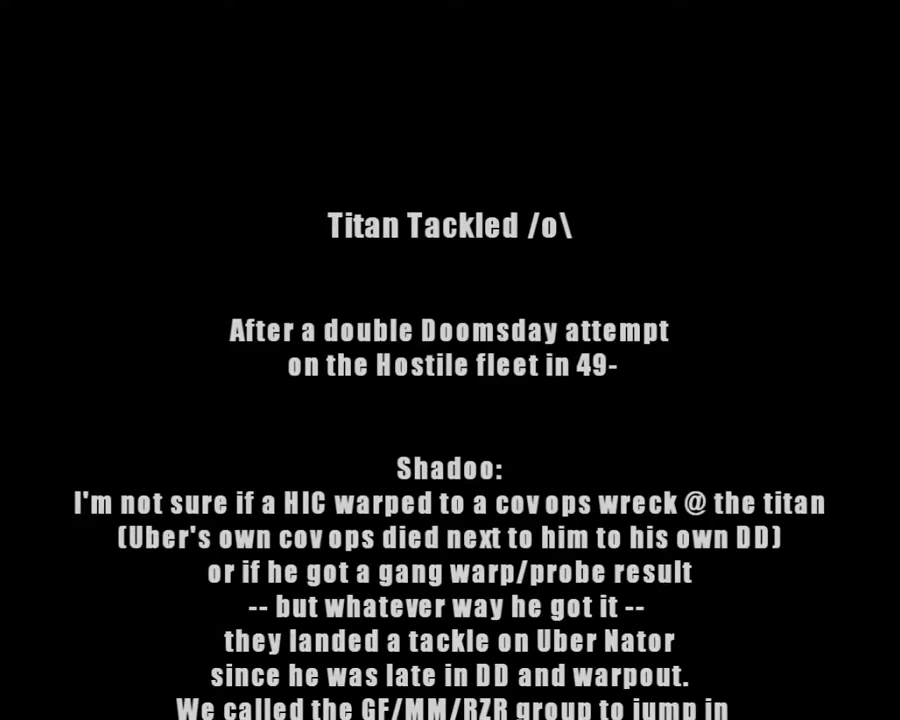 Titan Tackled /o\
After a double Doomsday attempt
on the Hostile fleet in 49-
Shadoo:
I'm not sure if a HIC warped to a cov ops wreck @ the titan
(Uber's own cov ops died next to him to his own DD)
or if he got a gang warp/probe result
-- but whatever way he got it --
they landed a tackle on Uber Nator
since he was late in DD and warpout.
We called the GF/MM/RZR group to jump in